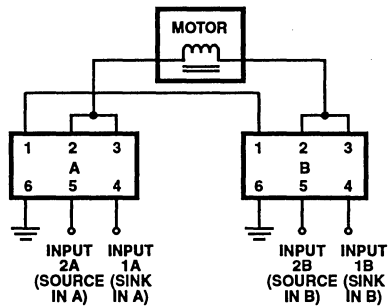 MOTOR
1 2 3
A
6 5 4
1 2 3
B
6 5 4
INPUT 2A (SOURCE IN A)
INPUT 1A (SINK IN A)
INPUT 2B (SOURCE IN B)
INPUT 1B (SINK IN B)